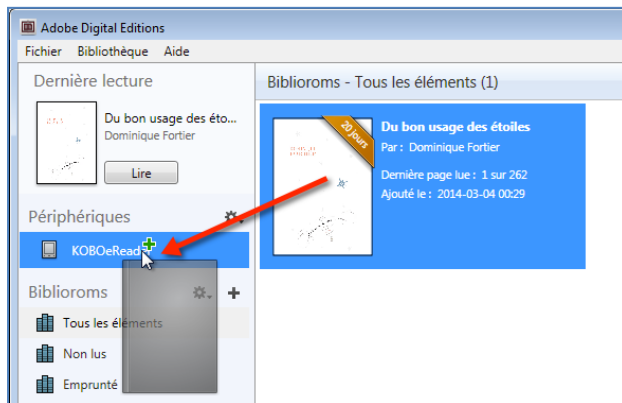 Adobe Digital Editions
Fichier Bibliothèque Aide
Dernière lecture
Du bon usage des éto...
Dominique Fortier
Lire
Périphériques
KOBOeRead
Biblioroms
Tous les éléments
Non lus
Emprunté
Biblioroms - Tous les éléments (1)
20 jours
Du bon usage des étoiles
Par : Dominique Fortier
Dernière page lue : 1 sur 262
Ajouté le : 2014-03-04 00:29